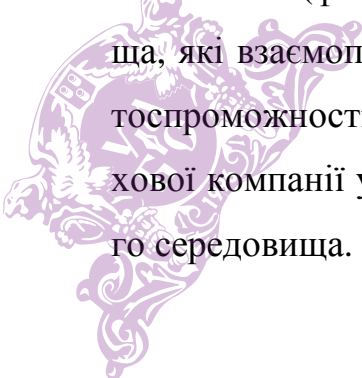 ща, які взаємоп
тоспроможност
хової компанії у
го середовища.